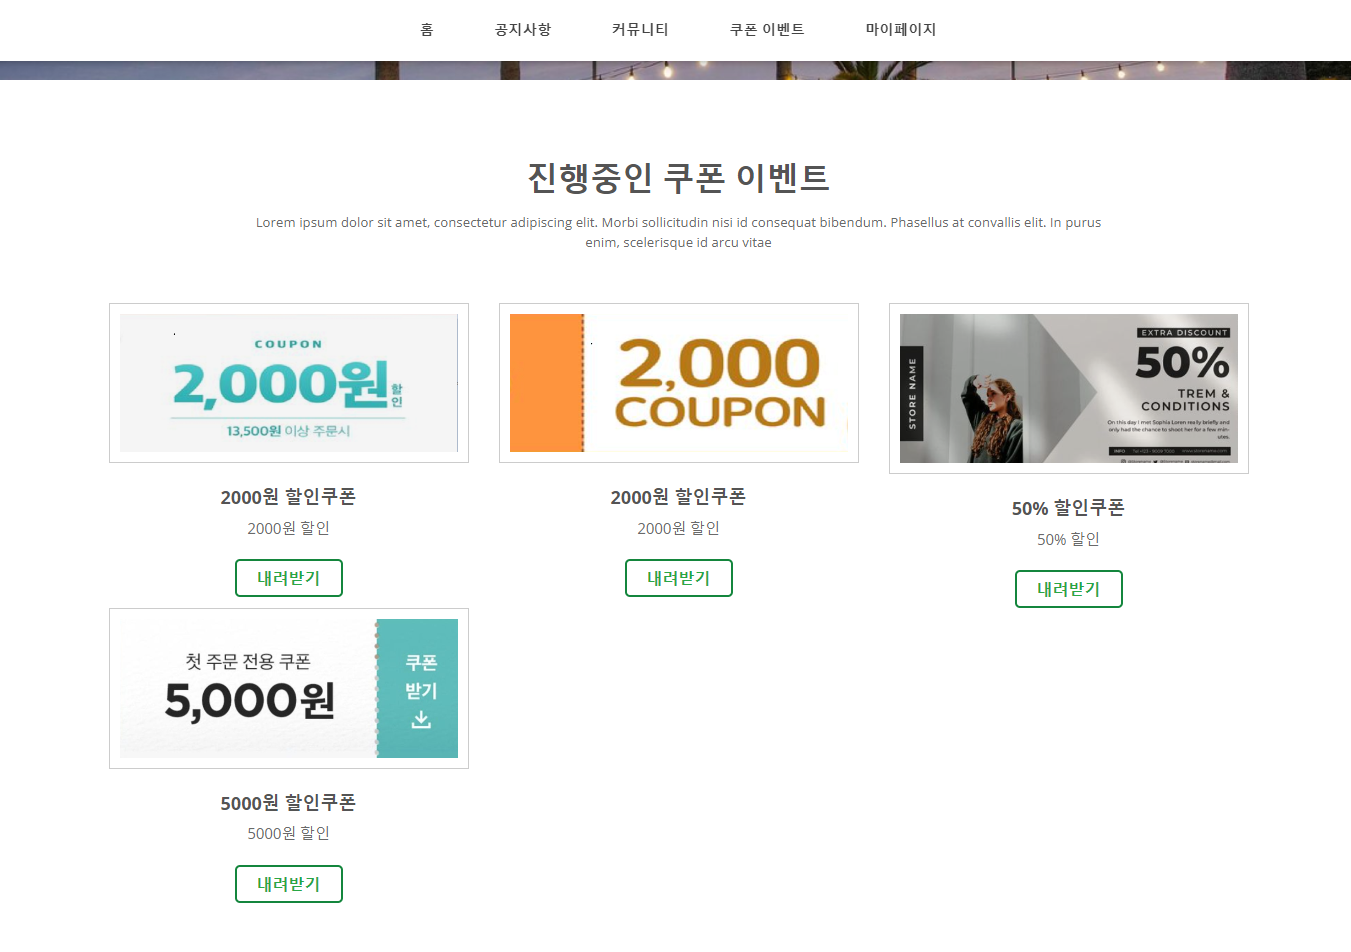 홈 공지사항 커뮤니티 쿠폰 이벤트 마이페이지
진행중인 쿠폰 이벤트
Lorem ipsum dolor sit amet, consectetur adipiscing elit. Morbi sollicitudin nisi id consequat bibendum. Phasellus at convallis elit. In purus
enim, scelerisque id arcu vitae
COUPON
2,000원 할인
13,500원 이상 주문시
2000원 할인쿠폰
2000원 할인
내려받기
2,000
COUPON
2000원 할인쿠폰
2000원 할인
내려받기
STORE NAME
EXTRA DISCOUNT
50%
TREM &
CONDITIONS
On this day I met Sophia Loren really briefly and
only had the chance to shoot her for a few min-
utes.
INFO
50% 할인쿠폰
50% 할인
내려받기
첫 주문 전용 쿠폰
5,000원
쿠폰
받기
5000원 할인쿠폰
5000원 할인
내려받기